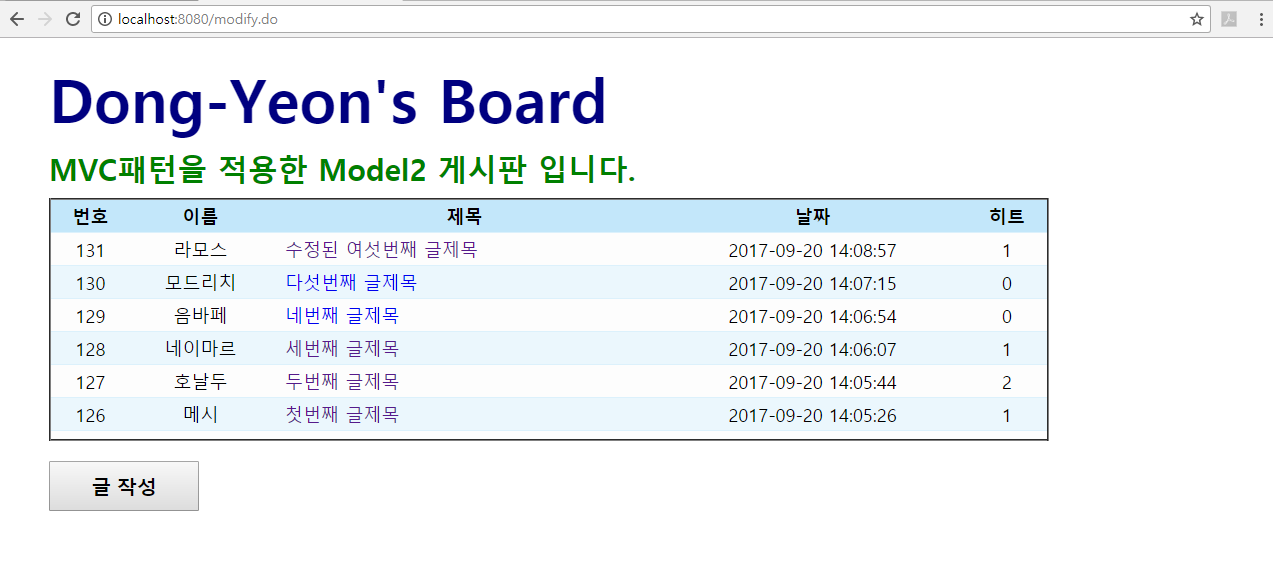 localhost:8080/modify.do
Dong-Yeon's Board
MVC패턴을 적용한 Model2 게시판 입니다.
번호 이름 제목 날짜 히트
131 라모스 수정된 여섯번째 글제목 2017-09-20 14:08:57 1
130 모드리치 다섯번째 글제목 2017-09-20 14:07:15 0
129 음바페 네번째 글제목 2017-09-20 14:06:54 0
128 네이마르 세번째 글제목 2017-09-20 14:06:07 1
127 호날두 두번째 글제목 2017-09-20 14:05:44 2
126 메시 첫번째 글제목 2017-09-20 14:05:26 1
글 작성